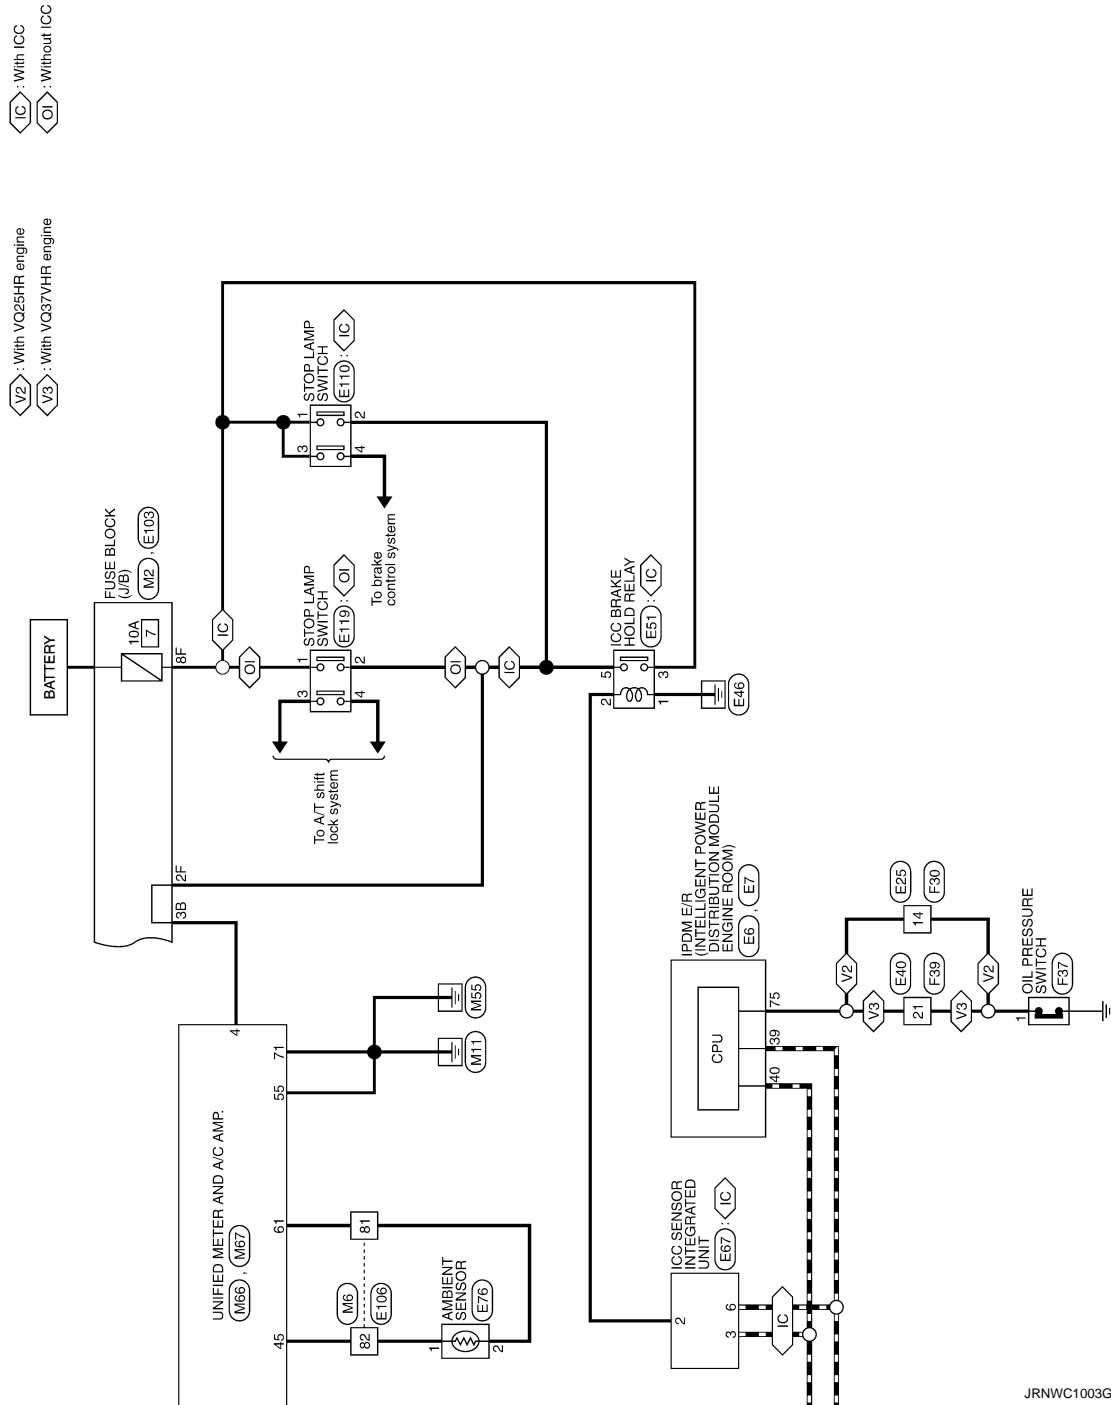 IC : With ICC
OI : Without ICC
V2 : With VQ25HR engine
V3 : With VQ37VHR engine
BATTERY
FUSE BLOCK
(J/B)
M2 , E103
10A
7
8F
2F
3B
IC
OI
STOP LAMP
SWITCH
E110 : IC
1
3
2
4
To brake
control system
STOP LAMP
SWITCH
E119 : OI
1
3
2
4
To A/T shift
lock system
OI
IC
ICC BRAKE
HOLD RELAY
E51 : IC
5
2
3
1
E46
UNIFIED METER AND A/C AMP.
M66 , M67
4
71
55
61
45
M55
M11
81
82
M6
E106
AMBIENT
SENSOR
E76
1
2
IPDM E/R
(INTELLIGENT POWER
DISTRIBUTION MODULE
ENGINE ROOM)
E6 , E7
CPU
75
39
40
V2
V3
E25
14
F30
E40
21
F39
V2
V3
OIL PRESSURE
SWITCH
F37
1
ICC SENSOR
INTEGRATED
UNIT
E67 : IC
2
6
3
IC
JRNWC1003G